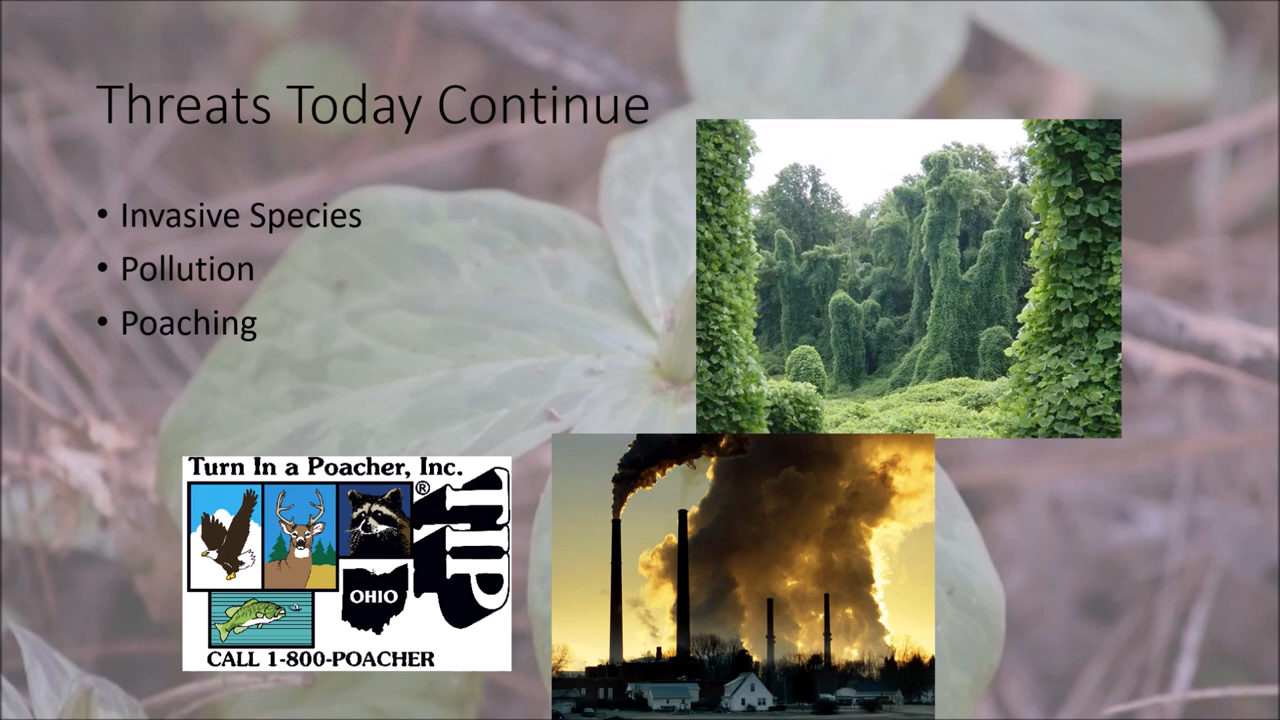 Threats Today Continue
• Invasive Species
• Pollution
• Poaching
Turn In a Poacher, Inc.
®
TIP
OHIO
CALL 1-800-POACHER